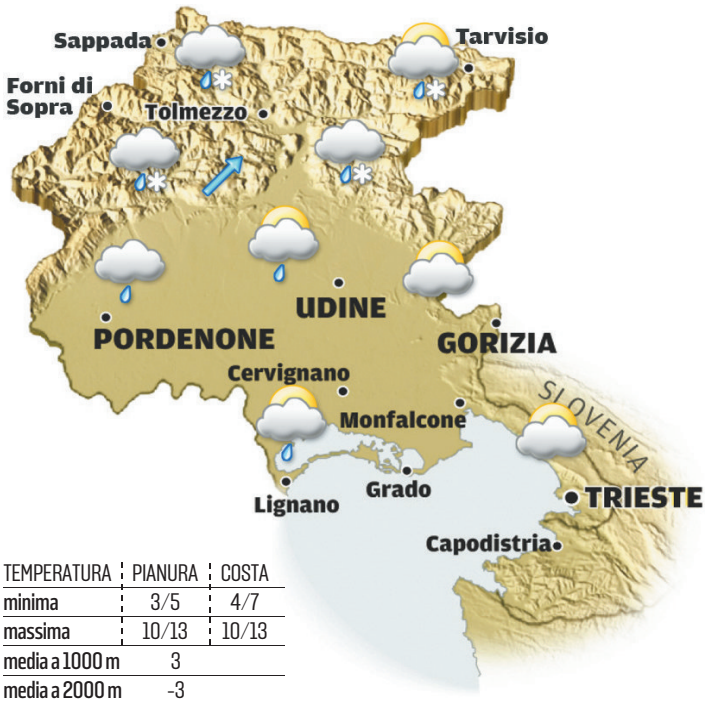 Sappada
Tarvisio
Forni di
Sopra
Tolmezzo
UDINE
PORDENONE
GORIZIA
Cervignano
SLOVENIA
Monfalcone
Grado
Lignano
TRIESTE
Capodistria
TEMPERATURA PIANURA COSTA
minima 3/5 4/7
massima 10/13 10/13
media a 1000 m 3
media a 2000 m -3